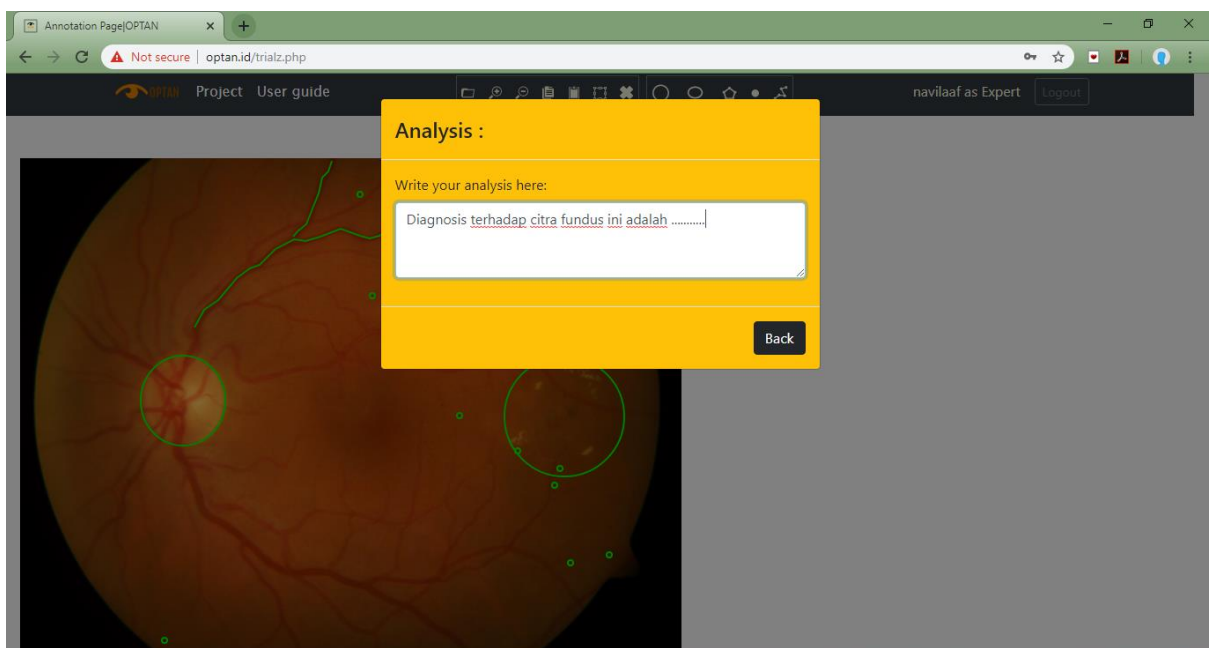 Annotation Page|OPTAN
Not secure | optan.id/trialz.php
OPTAN Project User guide navilaaf as Expert Logout
Analysis :
Write your analysis here:
Diagnosis terhadap citra fundus ini adalah ...........
Back